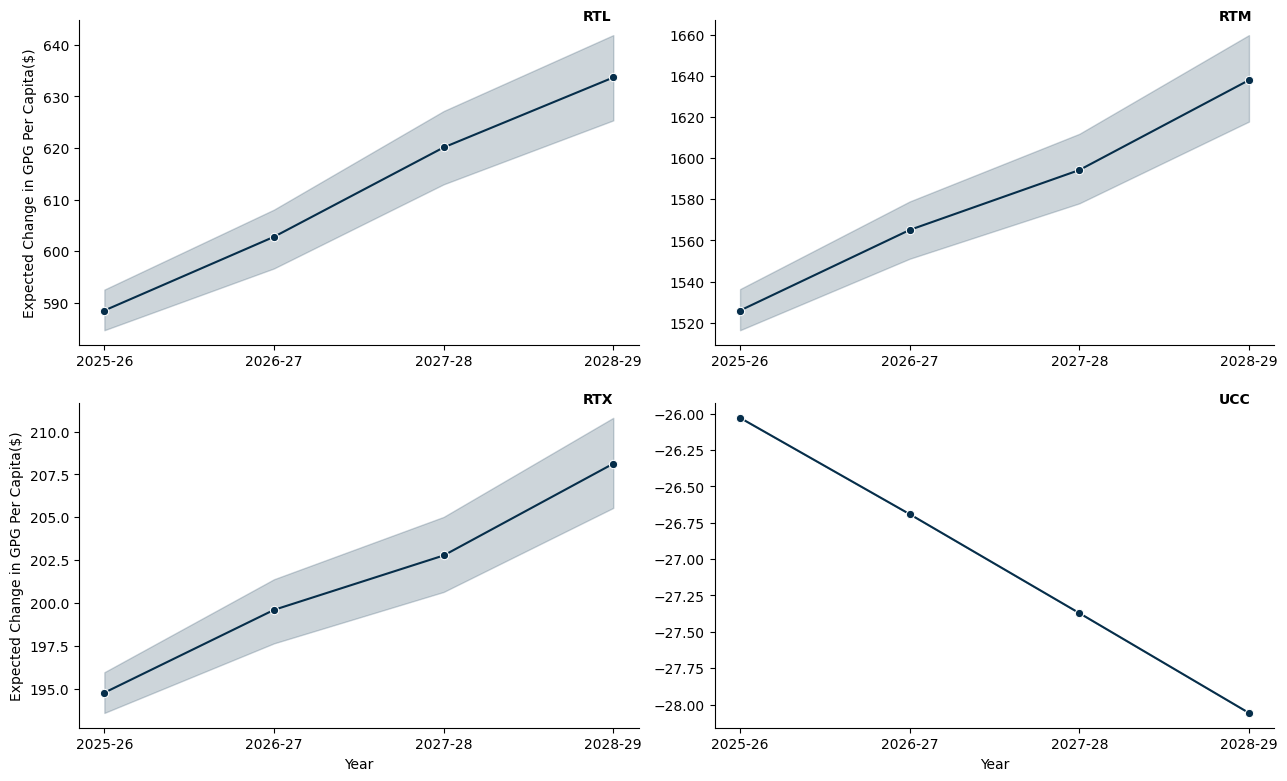 RTL
Expected Change in GPG Per Capita($)
640
630
620
610
600
590
2025-26 2026-27 2027-28 2028-29
RTM
1660
1640
1620
1600
1580
1560
1540
1520
2025-26 2026-27 2027-28 2028-29
RTX
Expected Change in GPG Per Capita($)
210.0
207.5
205.0
202.5
200.0
197.5
195.0
2025-26 2026-27 2027-28 2028-29
Year
UCC
−26.00
−26.25
−26.50
−26.75
−27.00
−27.25
−27.50
−27.75
−28.00
2025-26 2026-27 2027-28 2028-29
Year